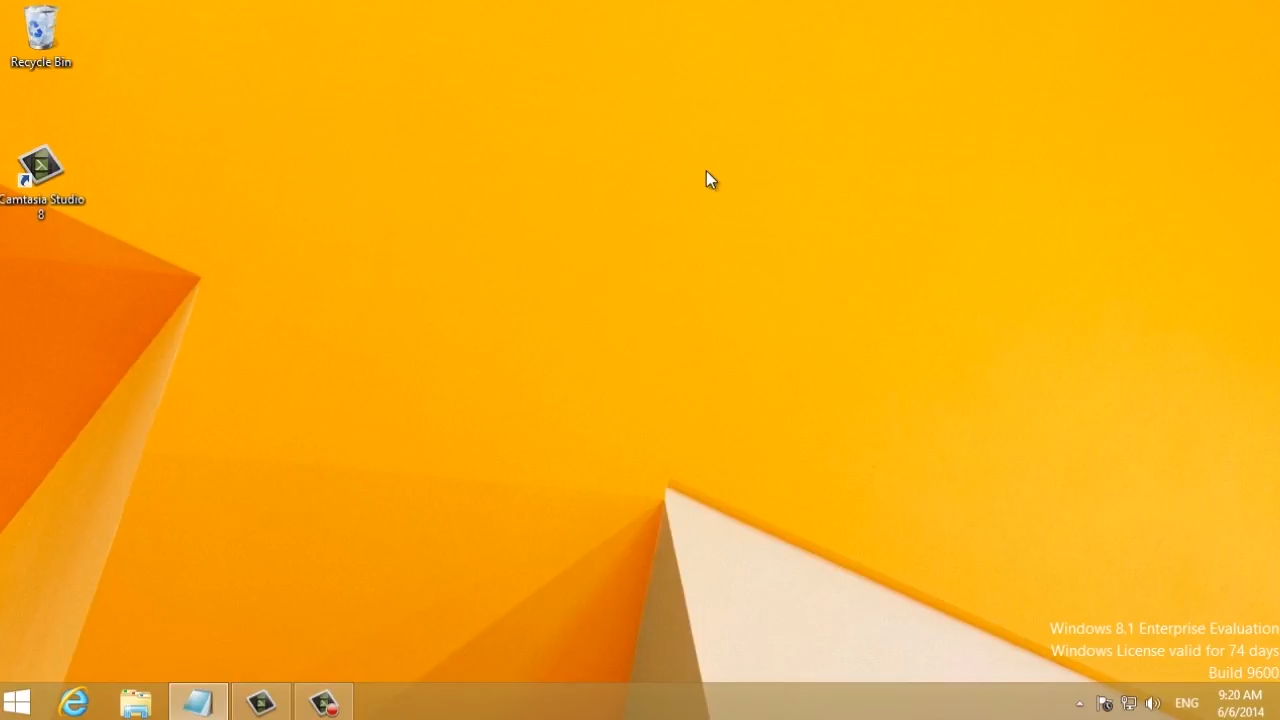 Recycle Bin
Camtasia Studio
8
Windows 8.1 Enterprise Evaluation
Windows License valid for 74 days
Build 9600
ENG
9:20 AM
6/6/2014